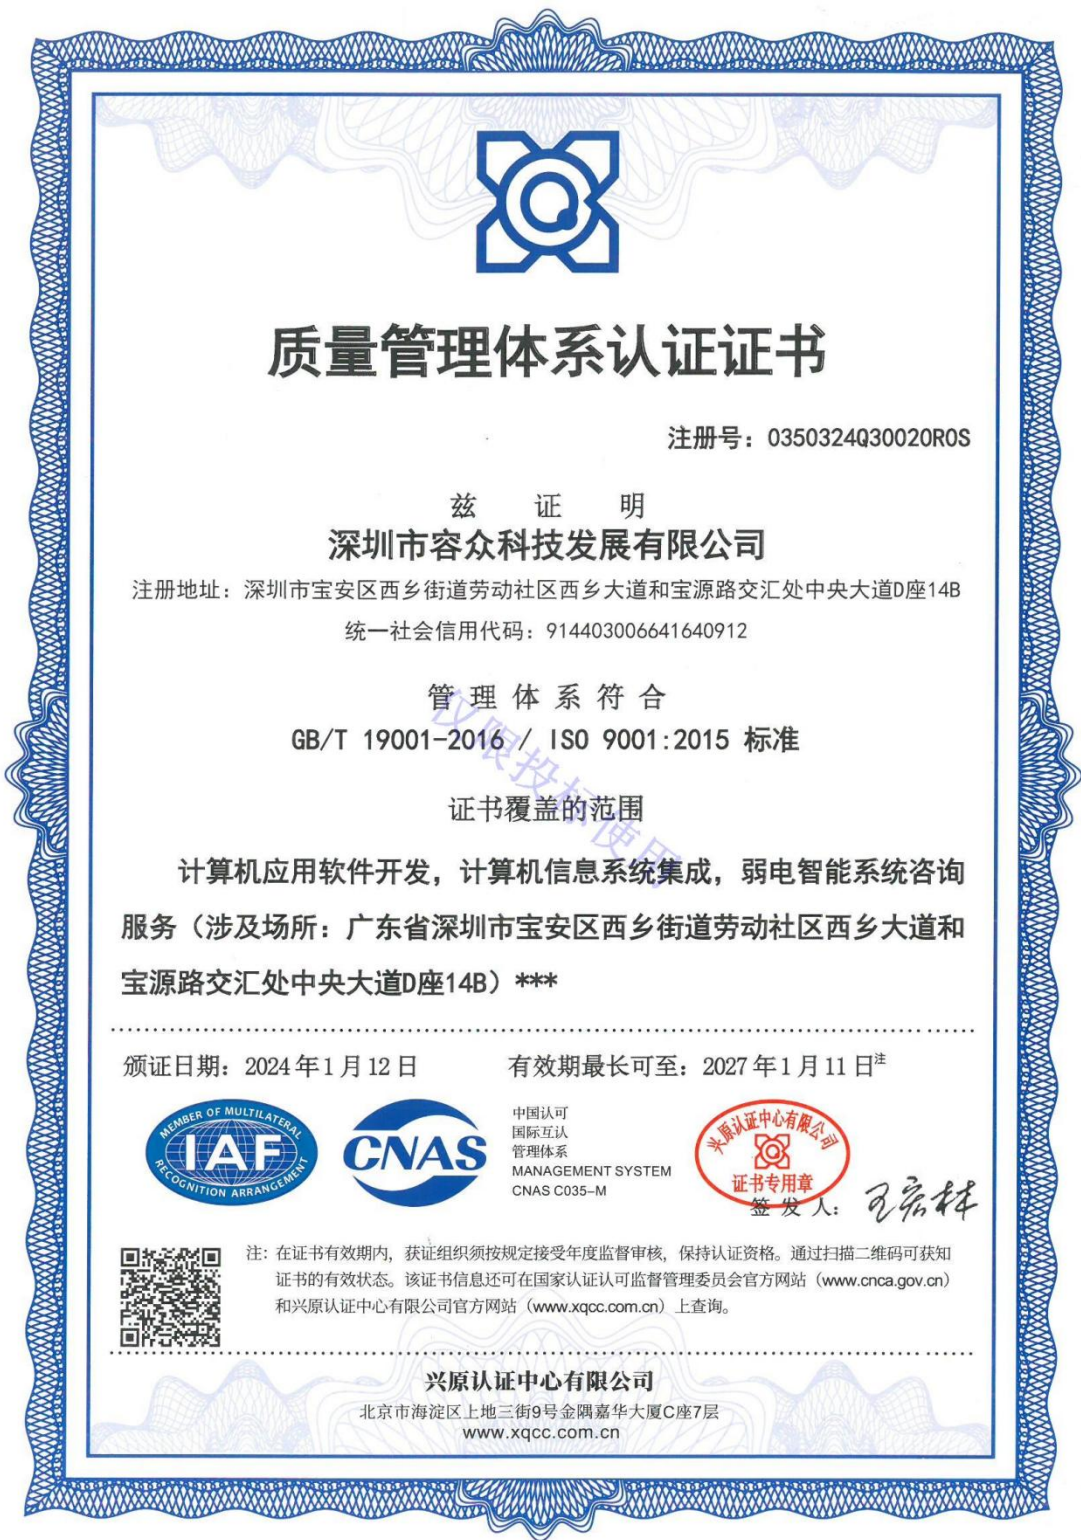 质量管理体系认证证书
注册号：0350324Q30020R0S
兹 证 明
深圳市容众科技发展有限公司
注册地址：深圳市宝安区西乡街道劳动社区西乡大道和宝源路交汇处中央大道D座14B
统一社会信用代码：914403006641640912
管 理 体 系 符 合
GB/T 19001-2016 / ISO 9001:2015 标准
仅限投标使用
证书覆盖的范围
计算机应用软件开发，计算机信息系统集成，弱电智能系统咨询
服务（涉及场所：广东省深圳市宝安区西乡街道劳动社区西乡大道和
宝源路交汇处中央大道D座14B）***
颁证日期：2024年1月12日
有效期最长可至：2027年1月11日注
MEMBER OF MULTILATERAL
IAF
RECOGNITION ARRANGEMENT
CNAS
中国认可
国际互认
管理体系
MANAGEMENT SYSTEM
CNAS C035-M
兴原认证中心有限公司
证书专用章
签 发 人：王宏林
注：在证书有效期内，获证组织须按规定接受年度监督审核，保持认证资格。通过扫描二维码可获知
证书的有效状态。该证书信息还可在国家认证认可监督管理委员会官方网站（www.cnca.gov.cn）
和兴原认证中心有限公司官方网站（www.xqcc.com.cn）上查询。
兴原认证中心有限公司
北京市海淀区上地三街9号金隅嘉华大厦C座7层
www.xqcc.com.cn